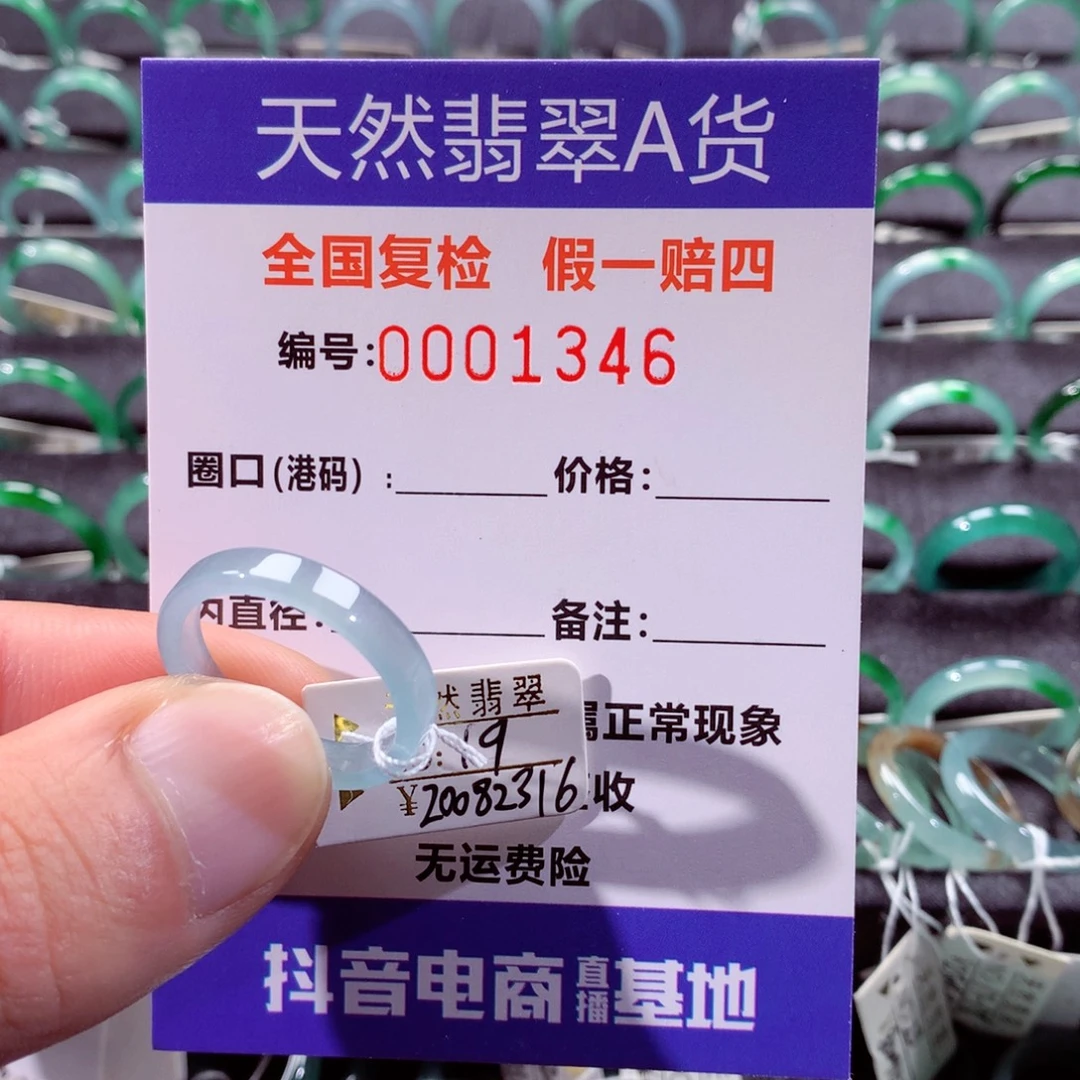 天然翡翠A货
全国复检 假一赔四
编号:0001346
圈口(港码): 价格:
内直径: 备注:
然翡翠
属正常现象
:19
¥20082316
收
无运费险
抖音电商直播基地